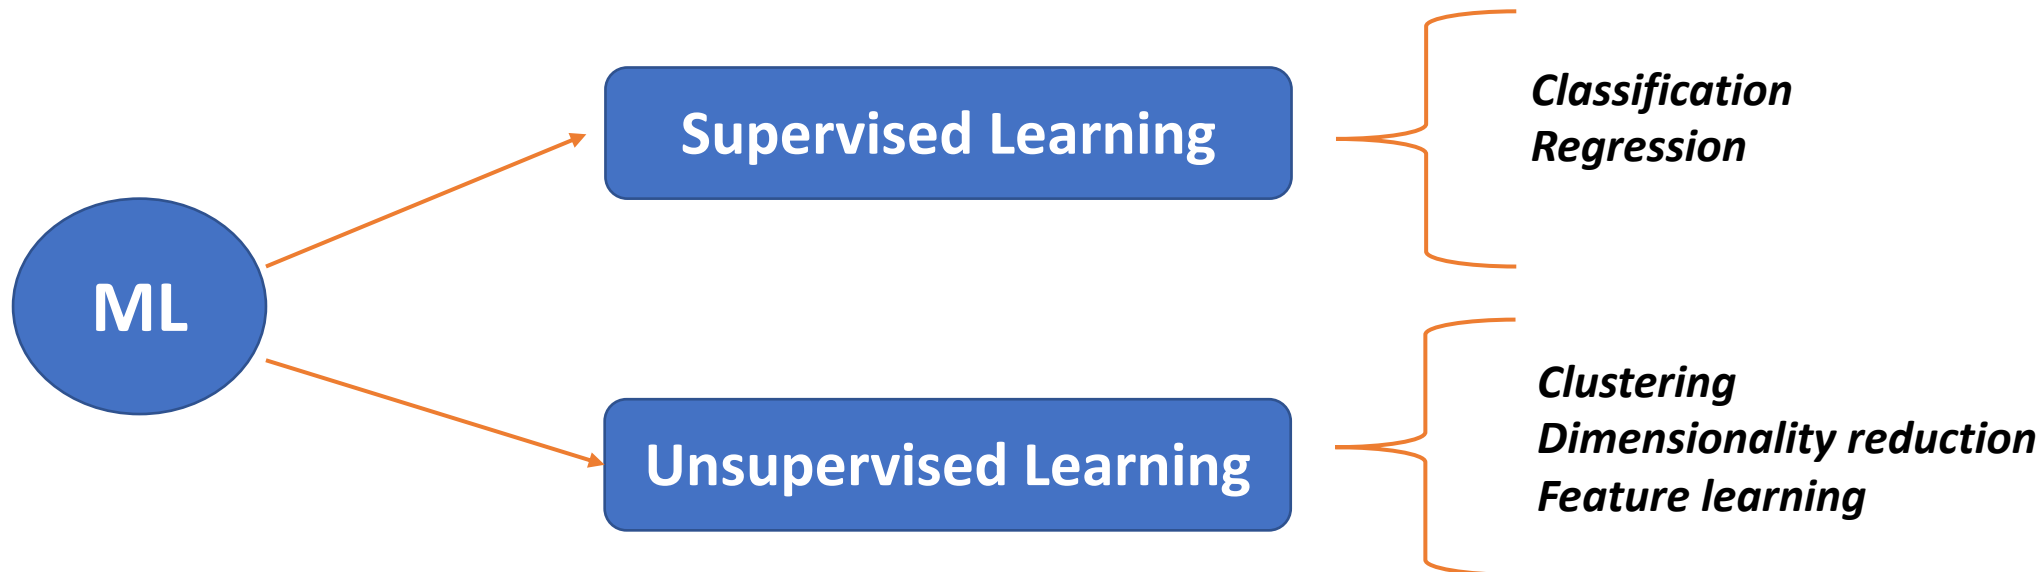 ML
Supervised Learning
Classification
Regression
Unsupervised Learning
Clustering
Dimensionality reduction
Feature learning